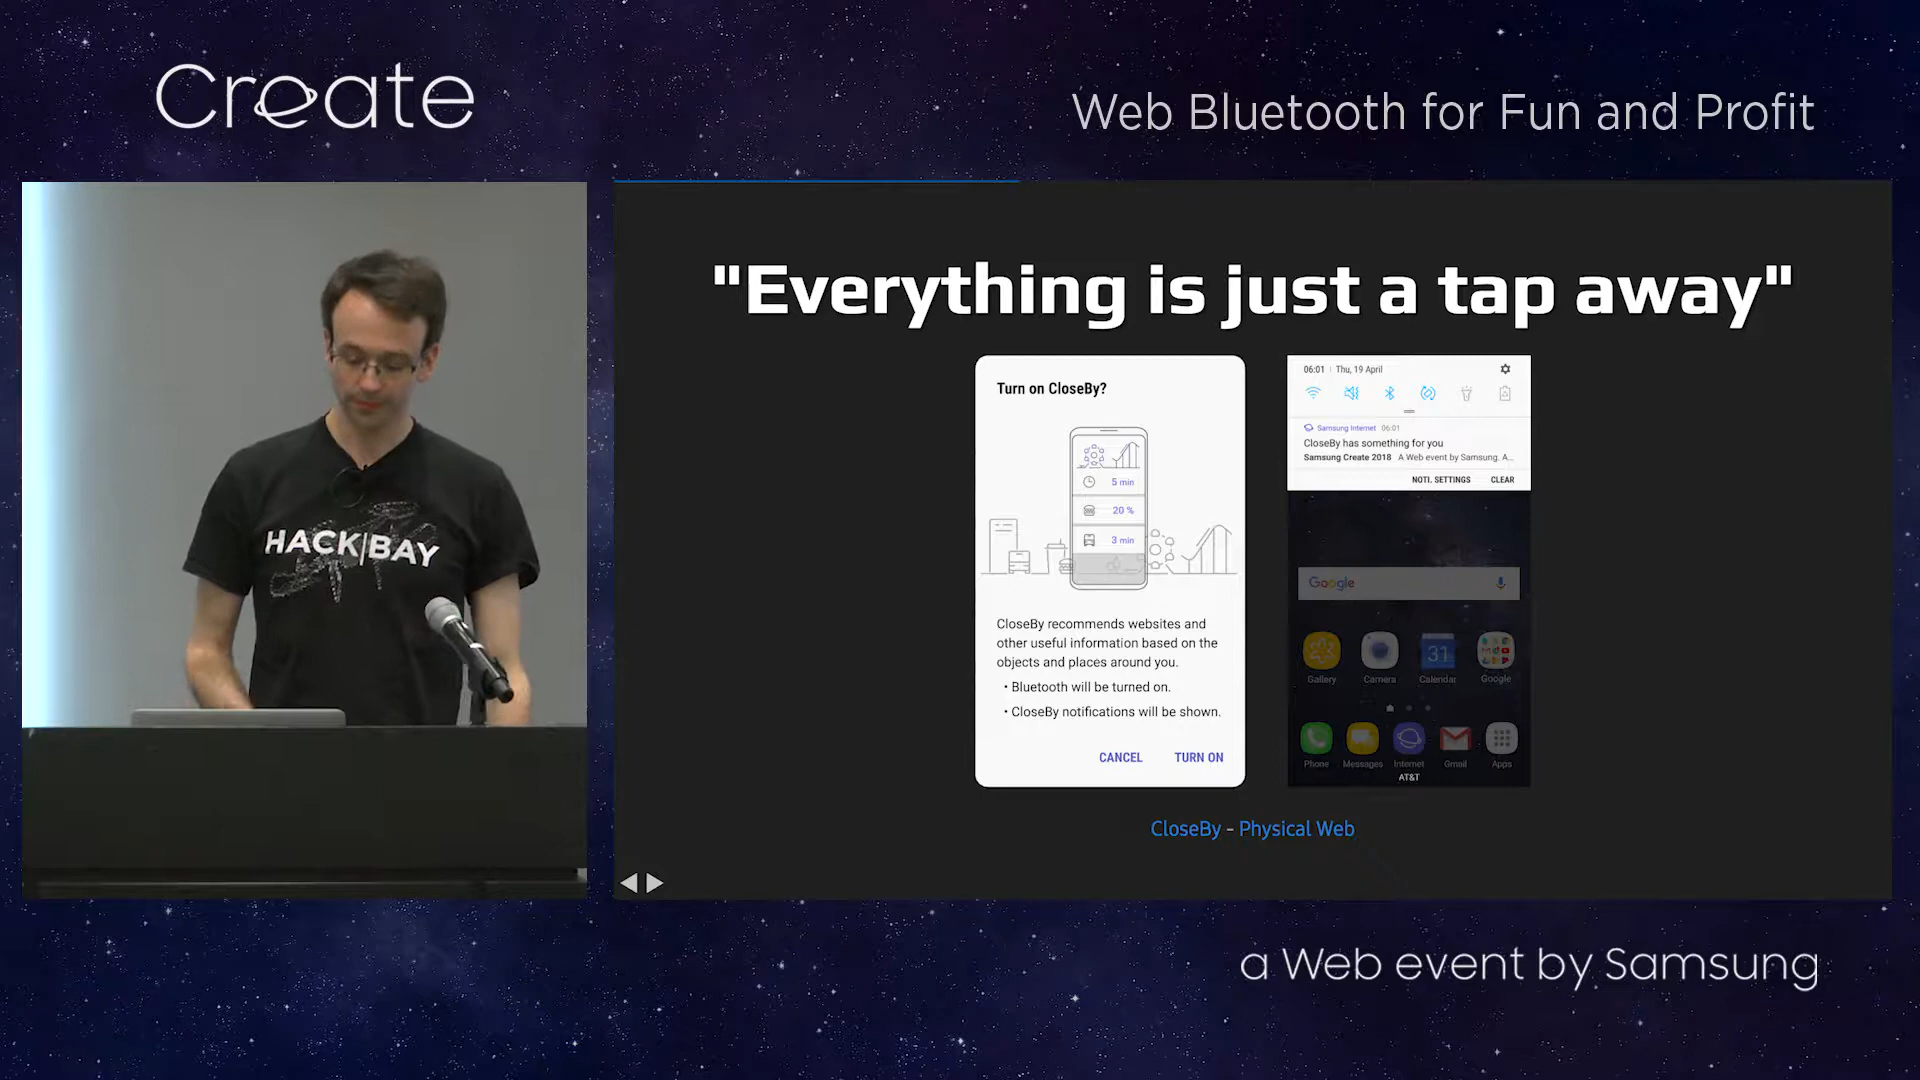 Create
Web Bluetooth for Fun and Profit
HACK|BAY
"Everything is just a tap away"
Turn on CloseBy?
5 min
20 %
3 min
CloseBy recommends websites and
other useful information based on the
objects and places around you.
• Bluetooth will be turned on.
• CloseBy notifications will be shown.
CANCEL TURN ON
06:01 | Thu, 19 April
Samsung Internet 06:01
CloseBy has something for you
Samsung Create 2018 A Web event by Samsung. A...
NOTI. SETTINGS CLEAR
Google
31
Gallery Camera Calendar Google
Phone Messages Internet Gmail Apps
AT&T
CloseBy - Physical Web
a Web event by Samsung